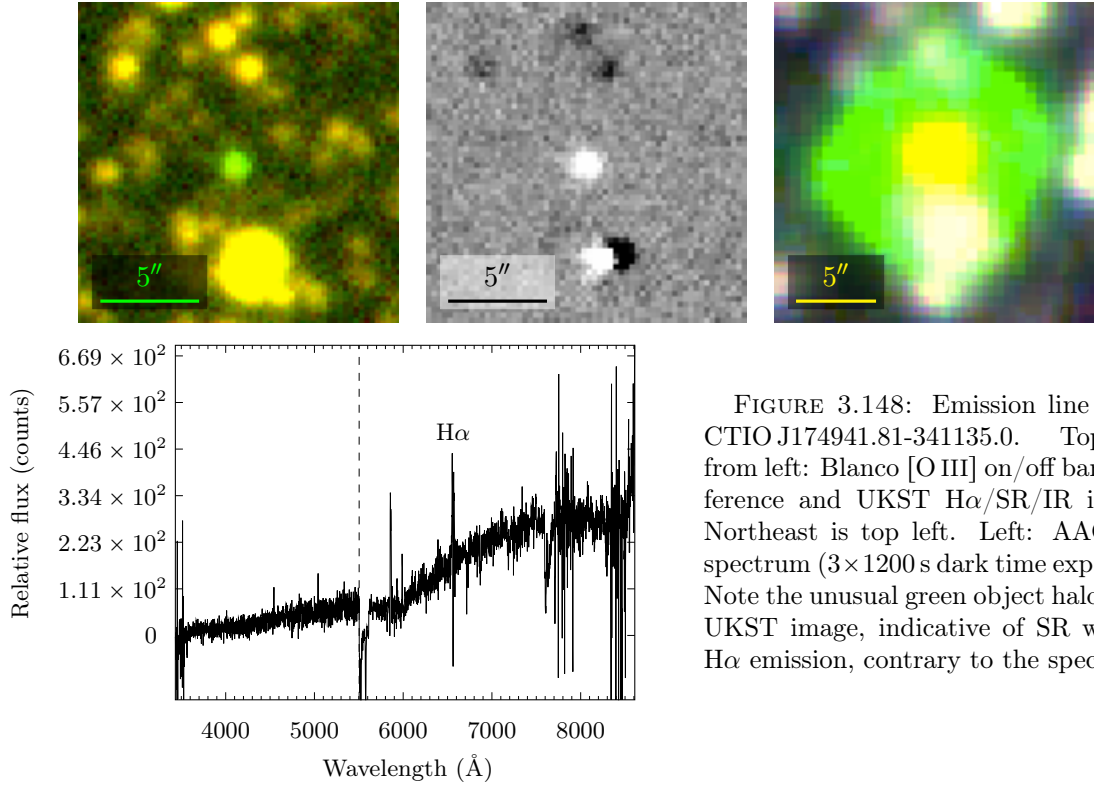 5″
5″
5″
6.69 × 10²
5.57 × 10²
4.46 × 10²
3.34 × 10²
2.23 × 10²
1.11 × 10²
0
Relative flux (counts)
Hα
4000 5000 6000 7000 8000
Wavelength (Å)
FIGURE 3.148: Emission line
CTIO J174941.81-341135.0. Top
from left: Blanco [O III] on/off ban
ference and UKST Hα/SR/IR i
Northeast is top left. Left: AAO
spectrum (3×1200 s dark time exp
Note the unusual green object halo
UKST image, indicative of SR w
Hα emission, contrary to the spec